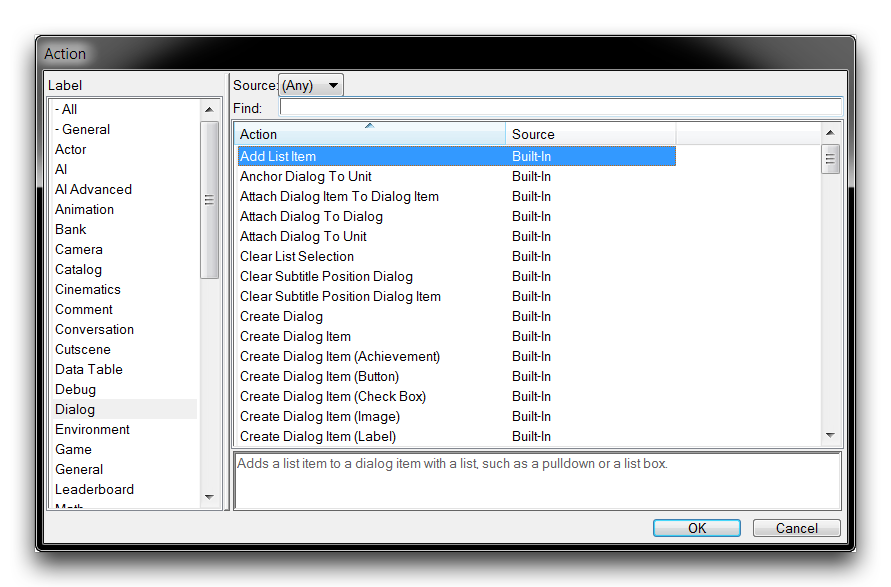 Action
Label
- All
- General
Actor
AI
AI Advanced
Animation
Bank
Camera
Catalog
Cinematics
Comment
Conversation
Cutscene
Data Table
Debug
Dialog
Environment
Game
General
Leaderboard
Math
Source: (Any)
Find:
Action Source
Add List Item Built-In
Anchor Dialog To Unit Built-In
Attach Dialog Item To Dialog Item Built-In
Attach Dialog To Dialog Built-In
Attach Dialog To Unit Built-In
Clear List Selection Built-In
Clear Subtitle Position Dialog Built-In
Clear Subtitle Position Dialog Item Built-In
Create Dialog Built-In
Create Dialog Item Built-In
Create Dialog Item (Achievement) Built-In
Create Dialog Item (Button) Built-In
Create Dialog Item (Check Box) Built-In
Create Dialog Item (Image) Built-In
Create Dialog Item (Label) Built-In
Adds a list item to a dialog item with a list, such as a pulldown or a list box.
OK Cancel